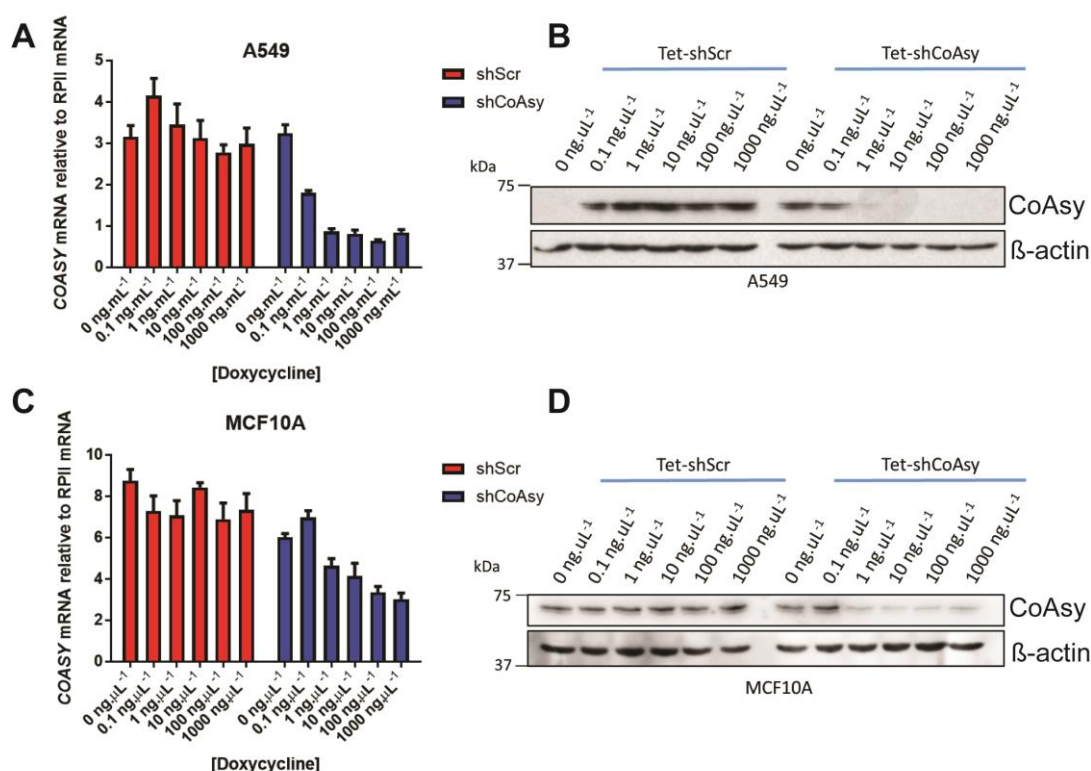 A
A549
COASY mRNA relative to RPII mRNA
5
4
3
2
1
0
0 ng.mL-1
0.1 ng.mL-1
1 ng.mL-1
10 ng.mL-1
100 ng.mL-1
1000 ng.mL-1
0 ng.mL-1
0.1 ng.mL-1
1 ng.mL-1
10 ng.mL-1
100 ng.mL-1
1000 ng.mL-1
[Doxycycline]
shScr
shCoAsy
B
Tet-shScr
Tet-shCoAsy
0 ng.uL-1
0.1 ng.uL-1
1 ng.uL-1
10 ng.uL-1
100 ng.uL-1
1000 ng.uL-1
0 ng.uL-1
0.1 ng.uL-1
1 ng.uL-1
10 ng.uL-1
100 ng.uL-1
1000 ng.uL-1
kDa
75
CoAsy
ß-actin
37
A549
C
MCF10A
COASY mRNA relative to RPII mRNA
10
8
6
4
2
0
0 ng.µL-1
0.1 ng.µL-1
1 ng.µL-1
10 ng.µL-1
100 ng.µL-1
1000 ng.µL-1
0 ng.µL-1
0.1 ng.µL-1
1 ng.µL-1
10 ng.µL-1
100 ng.µL-1
1000 ng.µL-1
[Doxycycline]
shScr
shCoAsy
D
Tet-shScr
Tet-shCoAsy
0 ng.uL-1
0.1 ng.uL-1
1 ng.uL-1
10 ng.uL-1
100 ng.uL-1
1000 ng.uL-1
0 ng.uL-1
0.1 ng.uL-1
1 ng.uL-1
10 ng.uL-1
100 ng.uL-1
1000 ng.uL-1
kDa
75
CoAsy
ß-actin
37
MCF10A